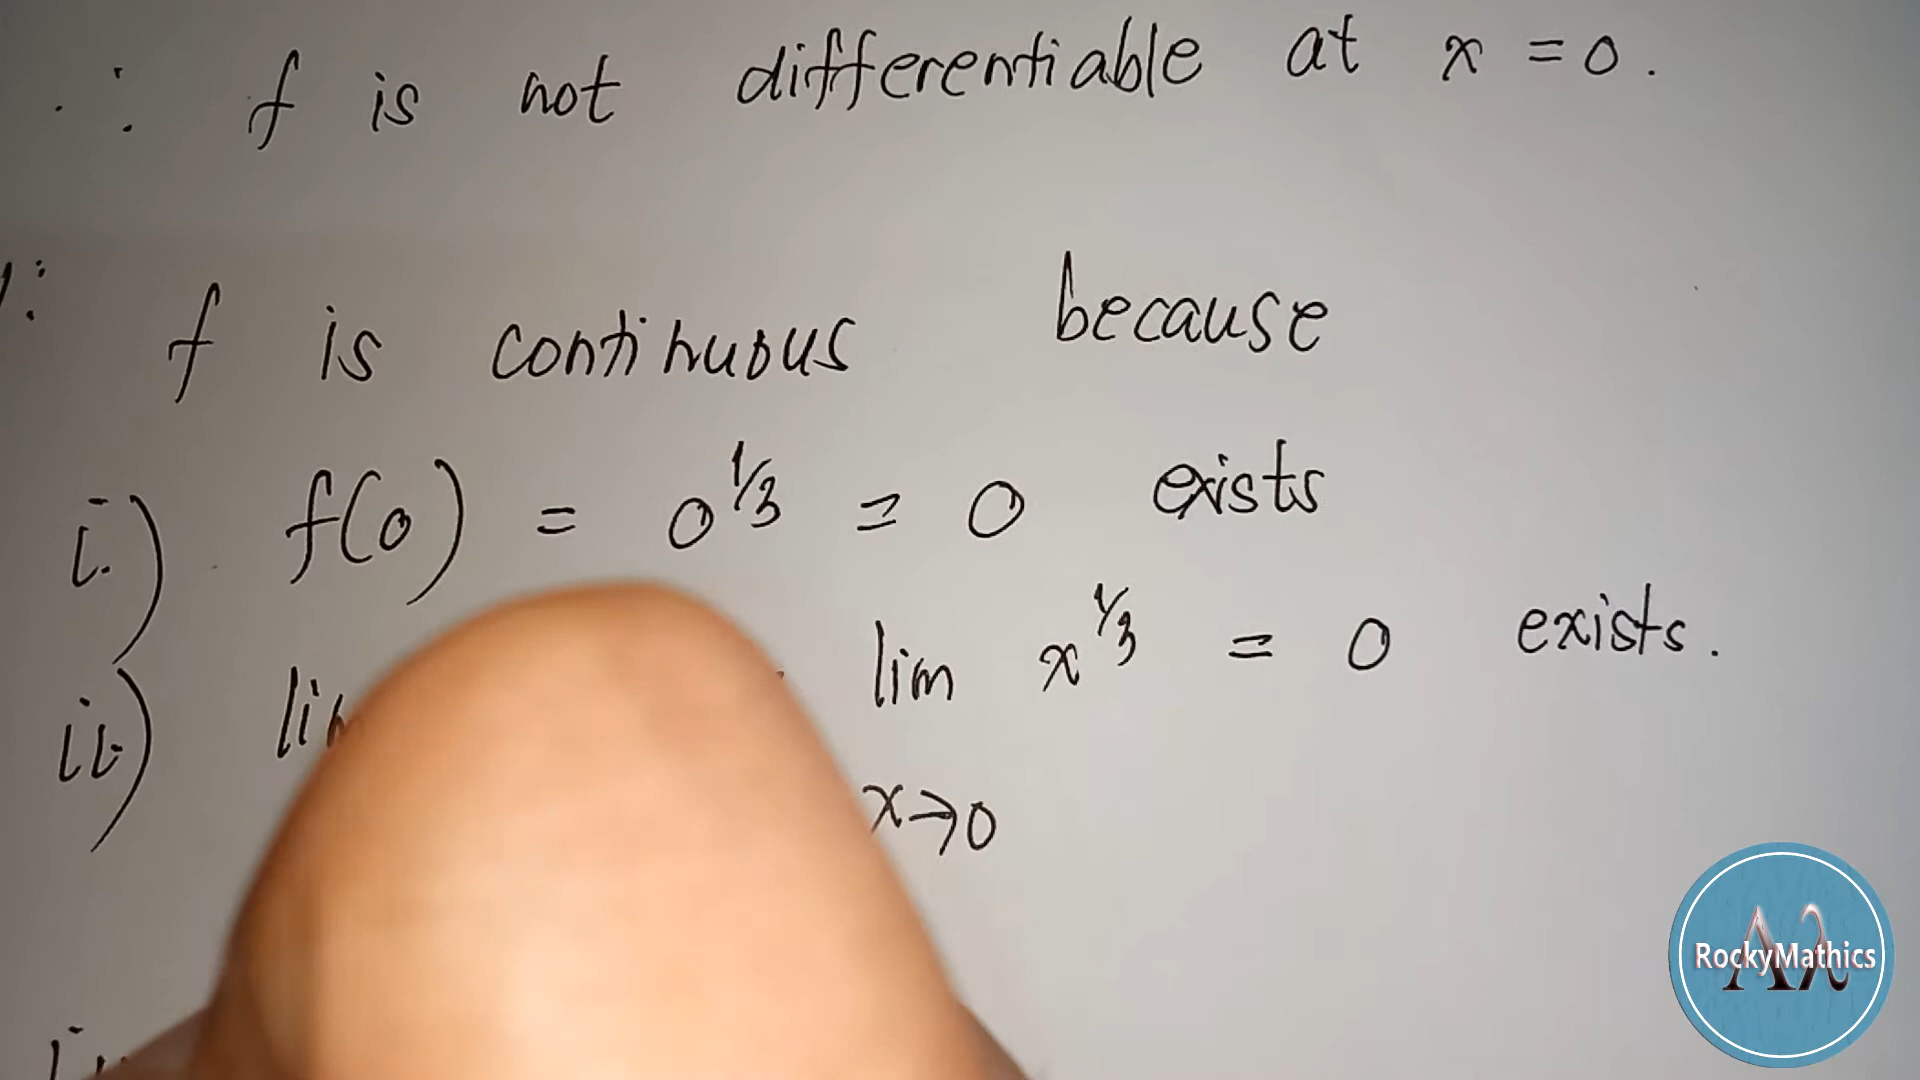 ∴ f is not differentiable at x = 0.
f is continuous because
i.) f(0) = 0^1/3 = 0 exists
ii.) lim x^1/3 = 0 exists.
x→0
RockyMathics